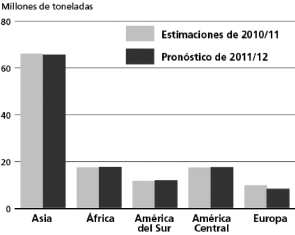 Millones de toneladas
80
Estimaciones de 2010/11
Pronóstico de 2011/12
60
40
20
0
Asia
África
América
del Sur
América
Central
Europa